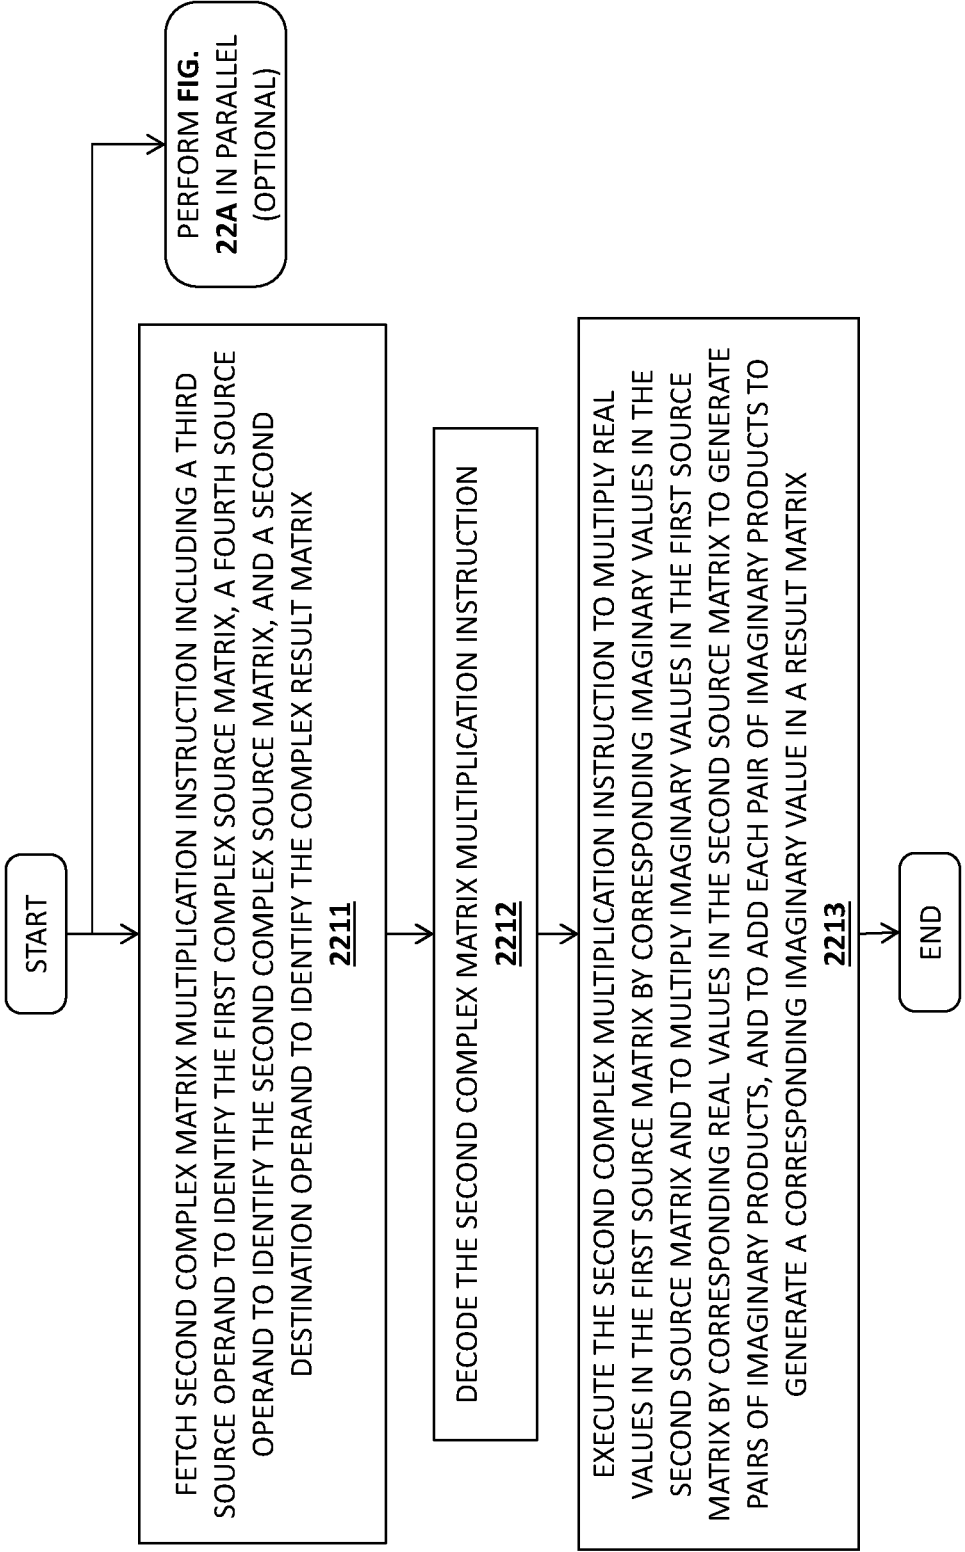 START
PERFORM FIG.
22A IN PARALLEL
(OPTIONAL)
FETCH SECOND COMPLEX MATRIX MULTIPLICATION INSTRUCTION INCLUDING A THIRD
SOURCE OPERAND TO IDENTIFY THE FIRST COMPLEX SOURCE MATRIX, A FOURTH SOURCE
OPERAND TO IDENTIFY THE SECOND COMPLEX SOURCE MATRIX, AND A SECOND
DESTINATION OPERAND TO IDENTIFY THE COMPLEX RESULT MATRIX
2211
DECODE THE SECOND COMPLEX MATRIX MULTIPLICATION INSTRUCTION
2212
EXECUTE THE SECOND COMPLEX MULTIPLICATION INSTRUCTION TO MULTIPLY REAL
VALUES IN THE FIRST SOURCE MATRIX BY CORRESPONDING IMAGINARY VALUES IN THE
SECOND SOURCE MATRIX AND TO MULTIPLY IMAGINARY VALUES IN THE FIRST SOURCE
MATRIX BY CORRESPONDING REAL VALUES IN THE SECOND SOURCE MATRIX TO GENERATE
PAIRS OF IMAGINARY PRODUCTS, AND TO ADD EACH PAIR OF IMAGINARY PRODUCTS TO
GENERATE A CORRESPONDING IMAGINARY VALUE IN A RESULT MATRIX
2213
END